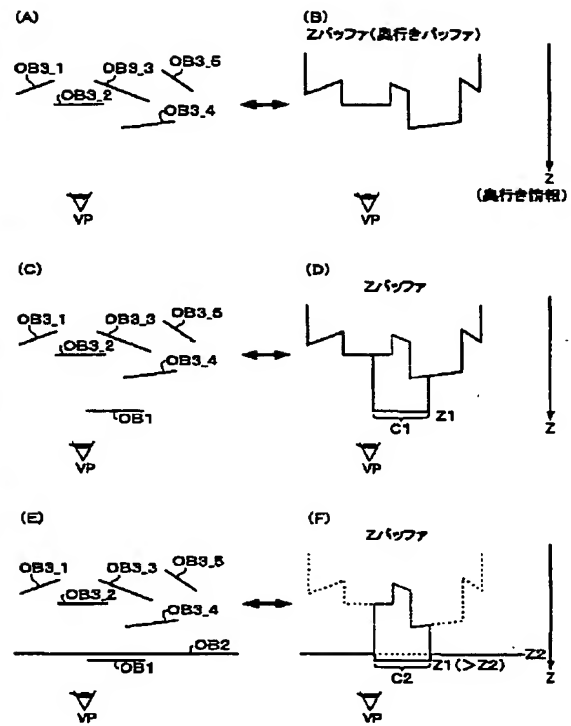 (A)
OB3_1
OB3_3
OB3_5
OB3_2
OB3_4
VP
(B)
Zバッファ(奥行きバッファ)
VP
Z
(奥行き情報)
(C)
OB3_1
OB3_3
OB3_5
OB3_2
OB3_4
OB1
VP
(D)
Zバッファ
Z1
C1
VP
Z
(E)
OB3_1
OB3_3
OB3_5
OB3_2
OB3_4
OB2
OB1
VP
(F)
Zバッファ
Z2
Z1(>Z2)
C2
VP
Z